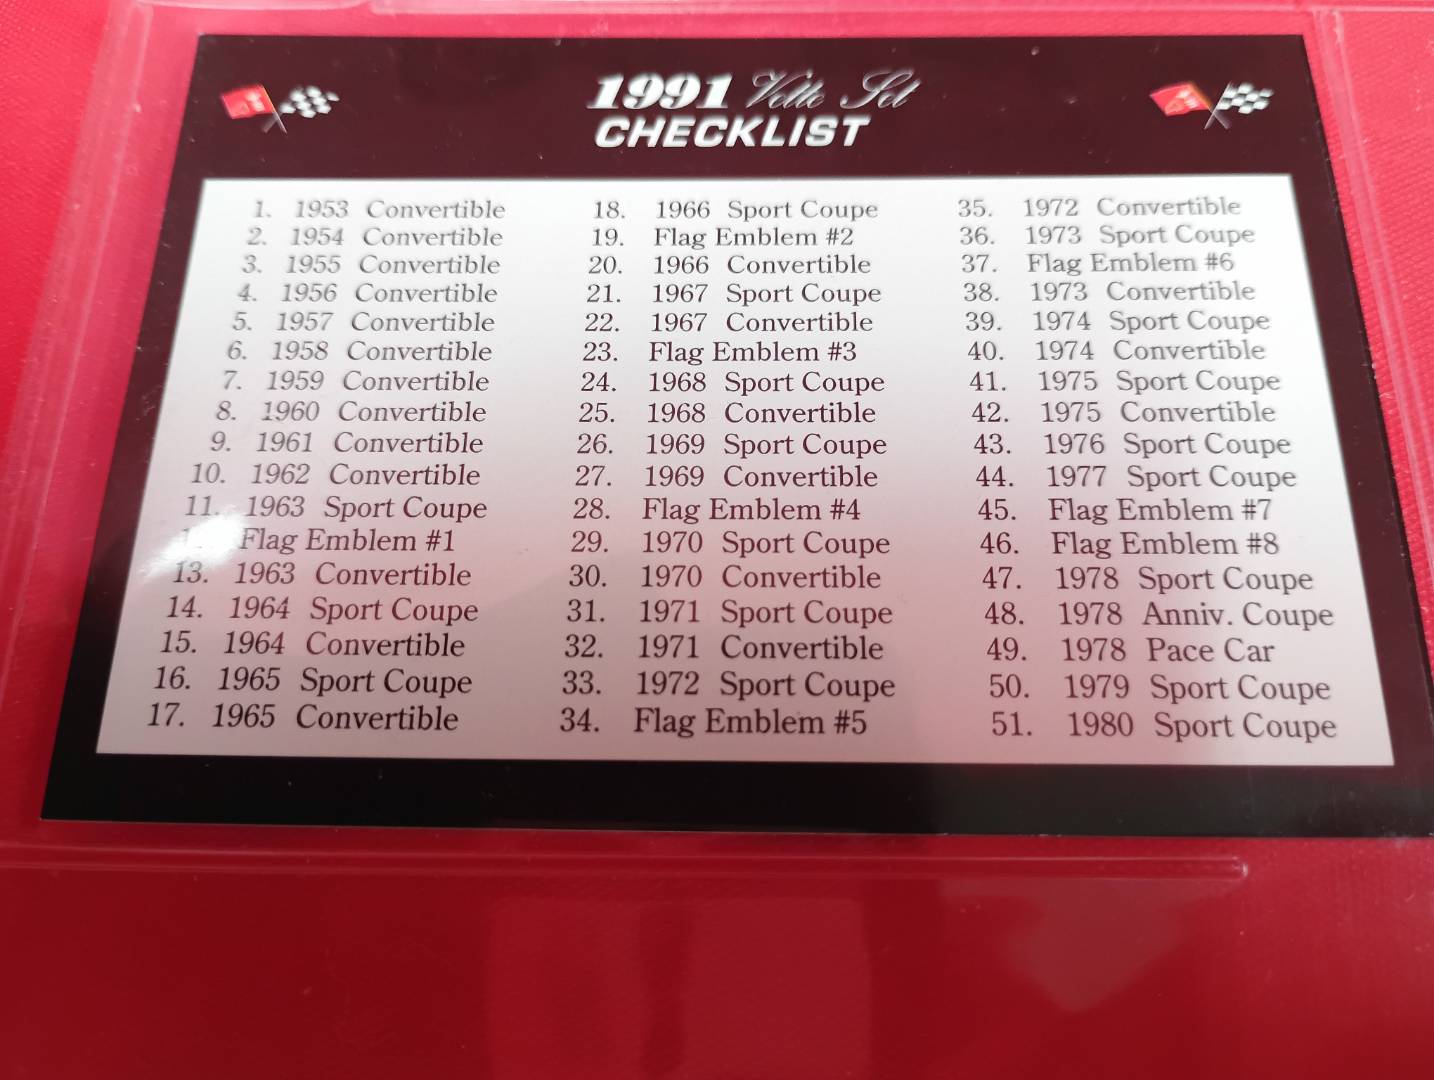 1991 Vette Set
CHECKLIST
1. 1953 Convertible
2. 1954 Convertible
3. 1955 Convertible
4. 1956 Convertible
5. 1957 Convertible
6. 1958 Convertible
7. 1959 Convertible
8. 1960 Convertible
9. 1961 Convertible
10. 1962 Convertible
11. 1963 Sport Coupe
Flag Emblem #1
13. 1963 Convertible
14. 1964 Sport Coupe
15. 1964 Convertible
16. 1965 Sport Coupe
17. 1965 Convertible
18. 1966 Sport Coupe
19. Flag Emblem #2
20. 1966 Convertible
21. 1967 Sport Coupe
22. 1967 Convertible
23. Flag Emblem #3
24. 1968 Sport Coupe
25. 1968 Convertible
26. 1969 Sport Coupe
27. 1969 Convertible
28. Flag Emblem #4
29. 1970 Sport Coupe
30. 1970 Convertible
31. 1971 Sport Coupe
32. 1971 Convertible
33. 1972 Sport Coupe
34. Flag Emblem #5
35. 1972 Convertible
36. 1973 Sport Coupe
37. Flag Emblem #6
38. 1973 Convertible
39. 1974 Sport Coupe
40. 1974 Convertible
41. 1975 Sport Coupe
42. 1975 Convertible
43. 1976 Sport Coupe
44. 1977 Sport Coupe
45. Flag Emblem #7
46. Flag Emblem #8
47. 1978 Sport Coupe
48. 1978 Anniv. Coupe
49. 1978 Pace Car
50. 1979 Sport Coupe
51. 1980 Sport Coupe